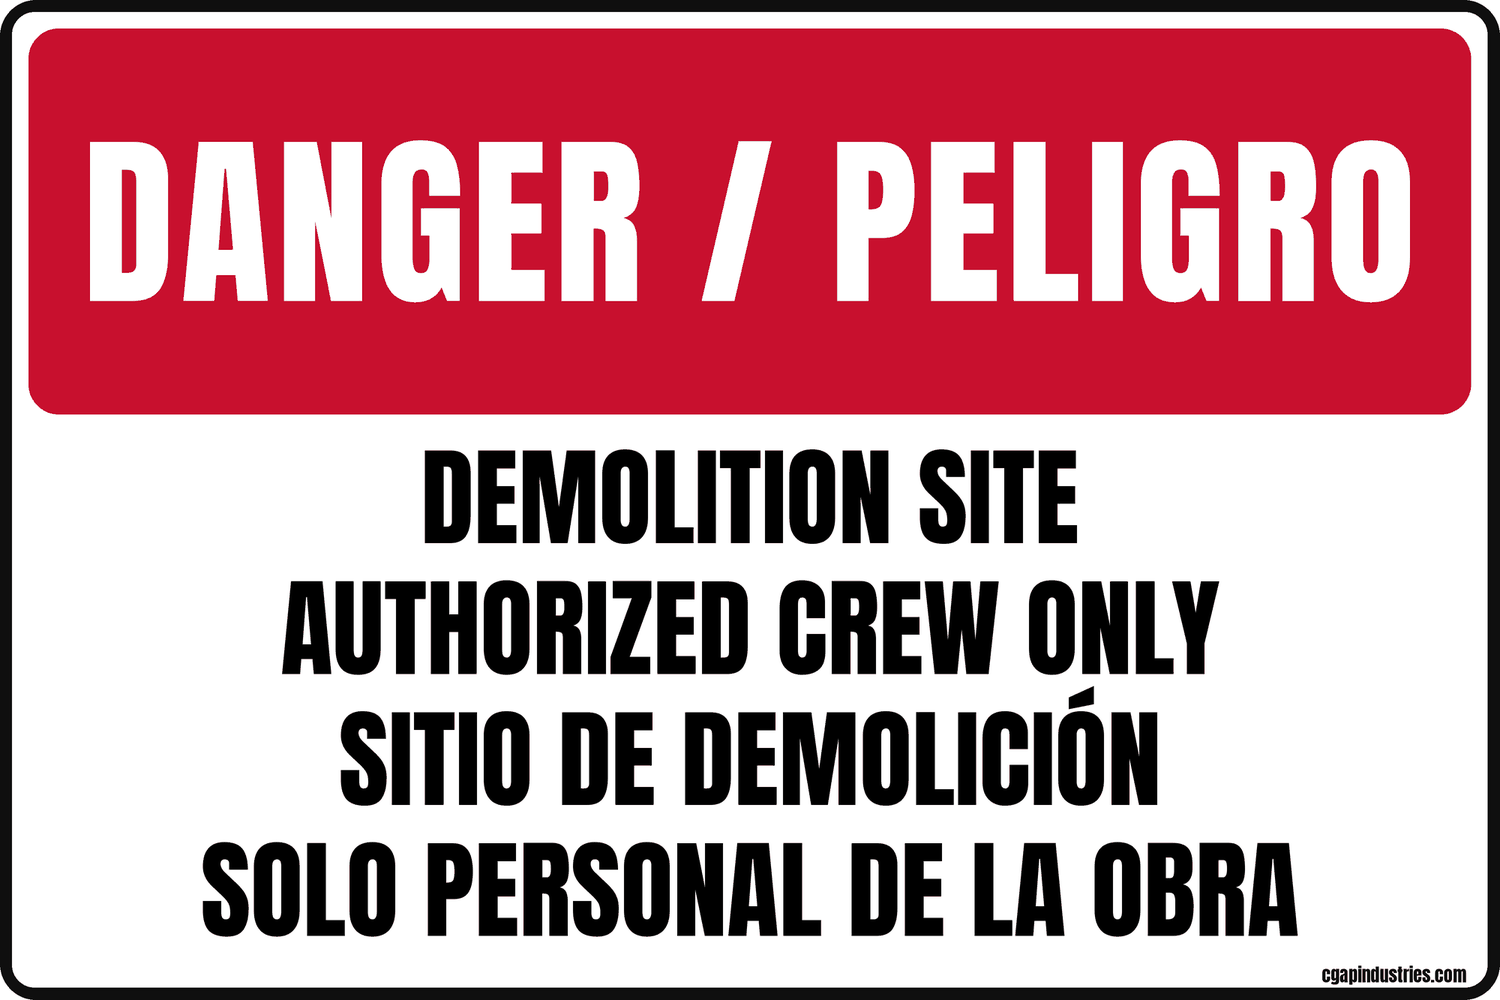 DANGER / PELIGRO
DEMOLITION SITE
AUTHORIZED CREW ONLY
SITIO DE DEMOLICIÓN
SOLO PERSONAL DE LA OBRA
cgapindustries.com